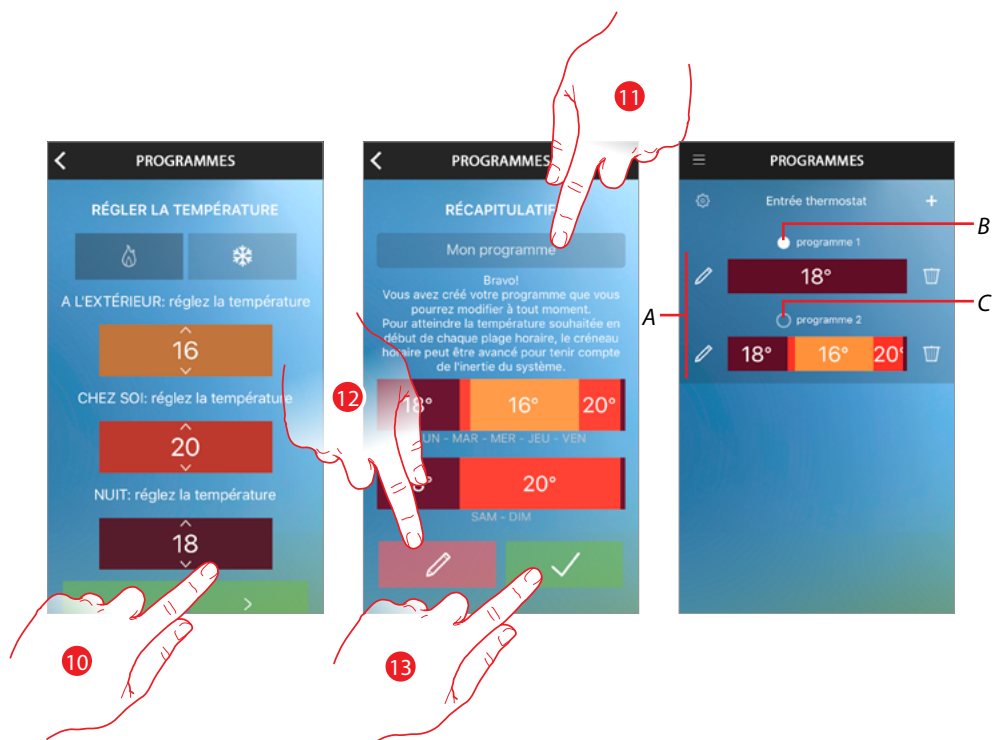 11
PROGRAMMES
RÉGLER LA TEMPÉRATURE
A L'EXTÉRIEUR: réglez la température
16
CHEZ SOI: réglez la température
20
NUIT: réglez la température
18
10
PROGRAMMES
RÉCAPITULATIF
Mon programme
Bravo!
Vous avez créé votre programme que vous
pourrez modifier à tout moment.
Pour atteindre la température souhaitée en
début de chaque plage horaire, le créneau
horaire peut être avancé pour tenir compte
de l'inertie du système.
12
18° 16° 20°
- MAR - MER - JEU - VEN
20°
SAM - DIM
13
PROGRAMMES
Entrée thermostat +
B
programme 1
18°
A
C
programme 2
18° 16° 20°